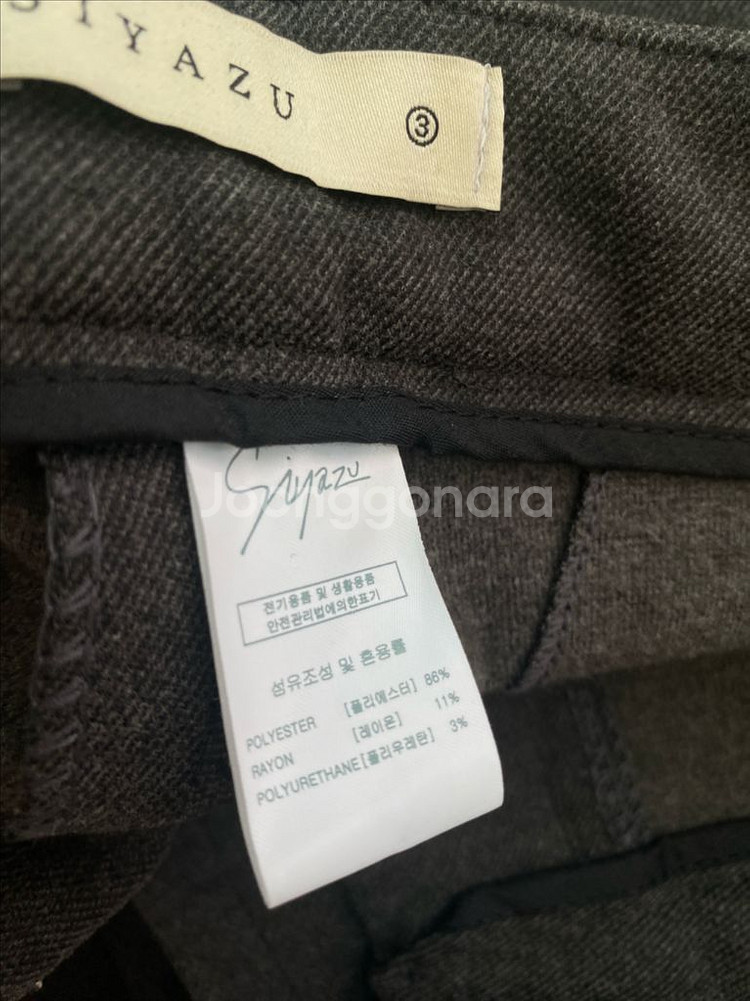 SIYAZU ③
Siyazu
Joonggonara
전기용품 및 생활용품
안전관리법에의한표기
섬유조성 및 혼용률
POLYESTER [폴리에스터] 86%
RAYON [레이온] 11%
POLYURETHANE[폴리우레탄] 3%